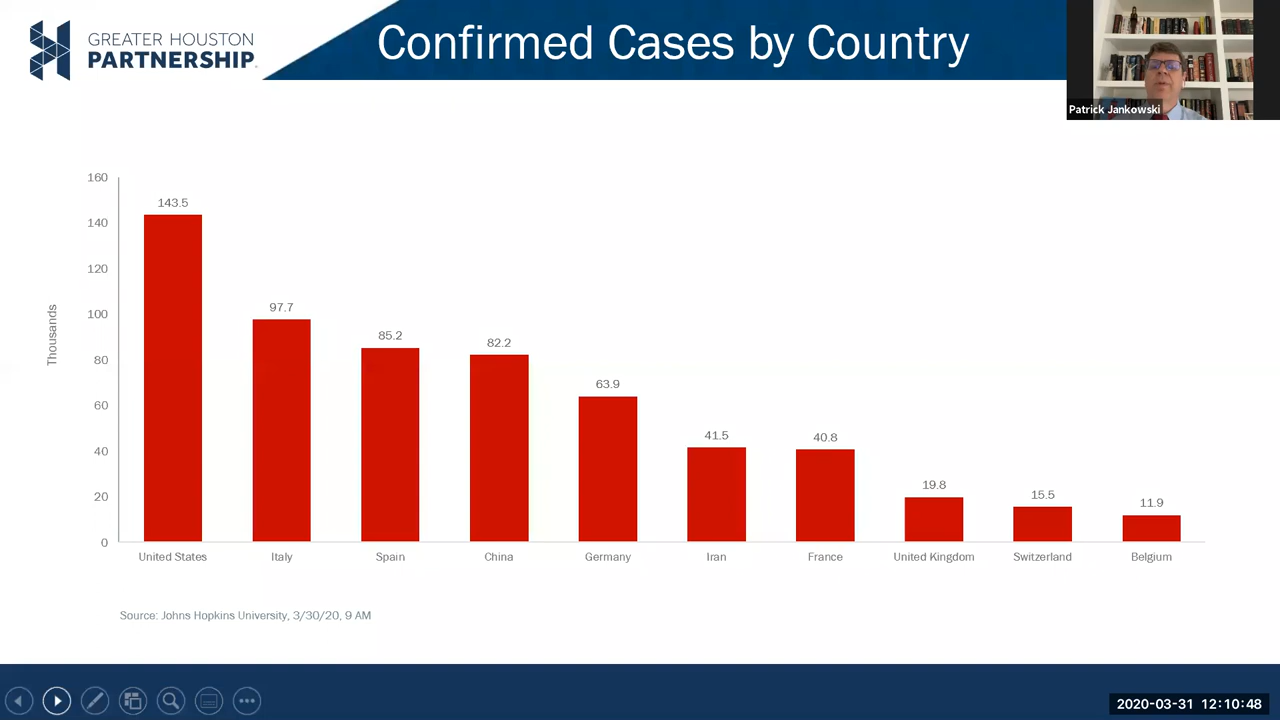 GREATER HOUSTON
PARTNERSHIP
Confirmed Cases by Country
Patrick Jankowski
Thousands
160
140
120
100
80
60
40
20
0
143.5
97.7
85.2
82.2
63.9
41.5
40.8
19.8
15.5
11.9
United States
Italy
Spain
China
Germany
Iran
France
United Kingdom
Switzerland
Belgium
Source: Johns Hopkins University, 3/30/20, 9 AM
2020-03-31 12:10:48